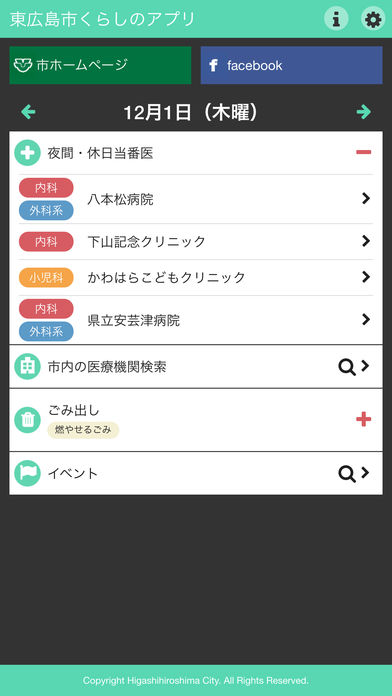 東広島市くらしのアプリ
市ホームページ
facebook
12月1日（木曜）
夜間・休日当番医
内科
外科系
八本松病院
内科
下山記念クリニック
小児科
かわはらこどもクリニック
内科
外科系
県立安芸津病院
市内の医療機関検索
ごみ出し
燃やせるごみ
イベント
Copyright Higashihiroshima City. All Rights Reserved.